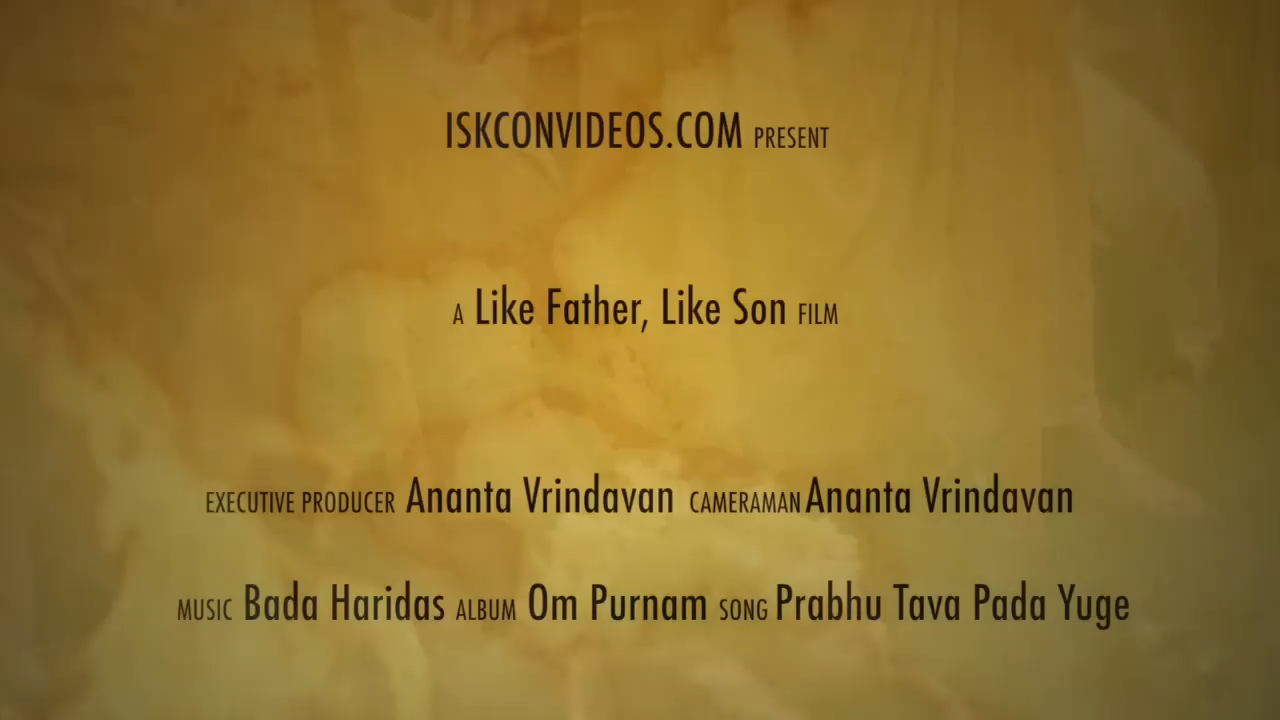 ISKCONVIDEOS.COM PRESENT
A Like Father, Like Son FILM
EXECUTIVE PRODUCER Ananta Vrindavan CAMERAMAN Ananta Vrindavan
MUSIC Bada Haridas ALBUM Om Purnam SONG Prabhu Tava Pada Yuge